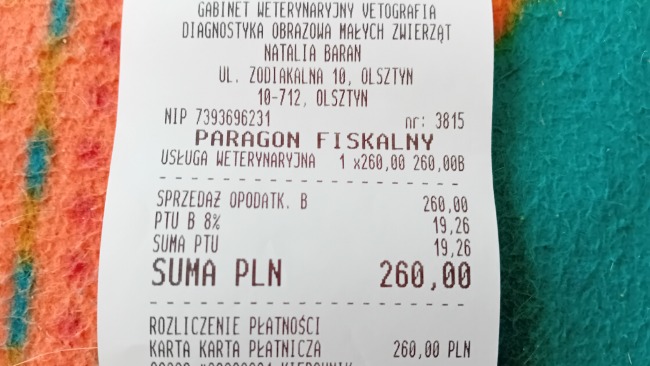 GABINET WETERYNARYJNY VETOGRAFIA
DIAGNOSTYKA OBRAZOWA MAŁYCH ZWIERZĄT
NATALIA BARAN
UL. ZODIAKALNA 10, OLSZTYN
10-712, OLSZTYN
NIP 7393696231 nr: 3815
PARAGON FISKALNY
USŁUGA WETERYNARYJNA 1 x260,00 260,00B
SPRZEDAŻ OPODATK. B 260,00
PTU B 8% 19,26
SUMA PTU 19,26
SUMA PLN 260,00
ROZLICZENIE PŁATNOŚCI
KARTA KARTA PŁATNICZA 260,00 PLN